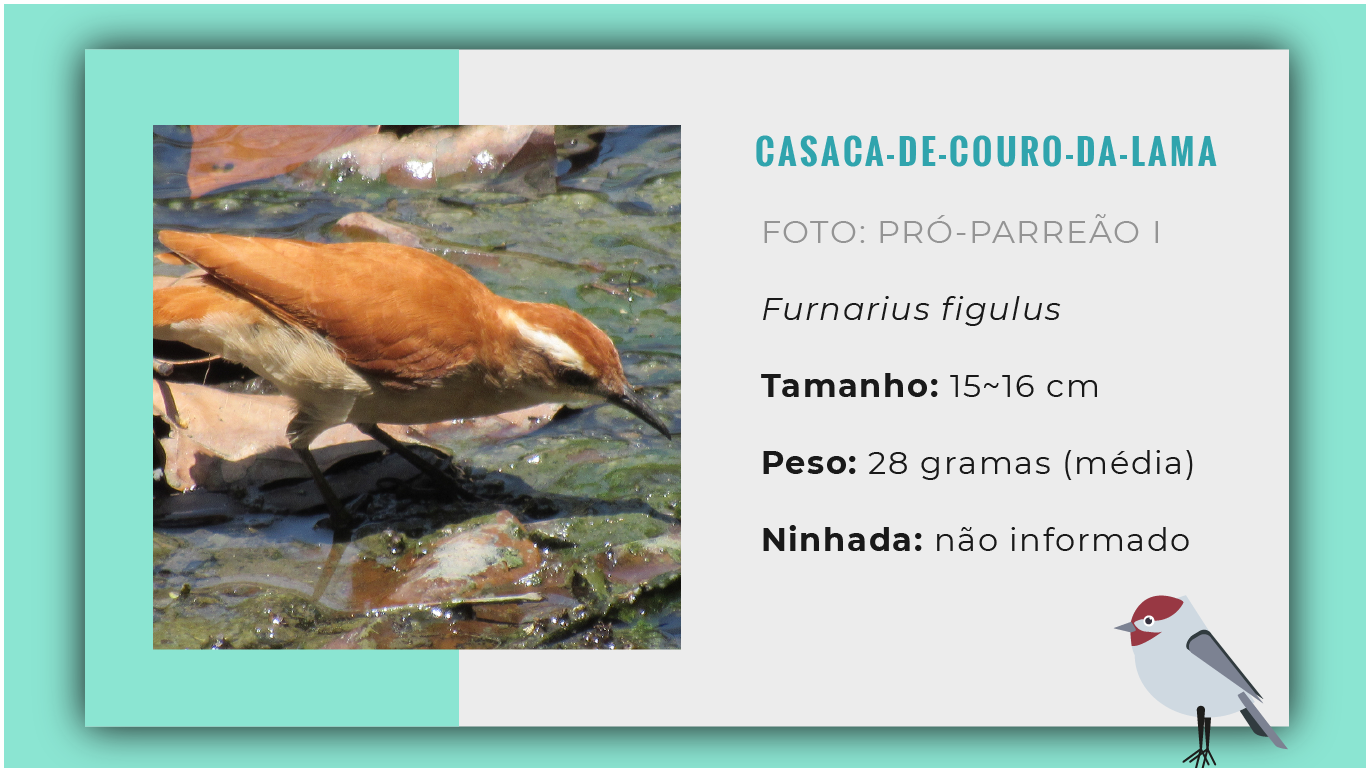 CASACA-DE-COURO-DA-LAMA
FOTO: PRÓ-PARREÃO I
Furnarius figulus
Tamanho: 15~16 cm
Peso: 28 gramas (média)
Ninhada: não informado